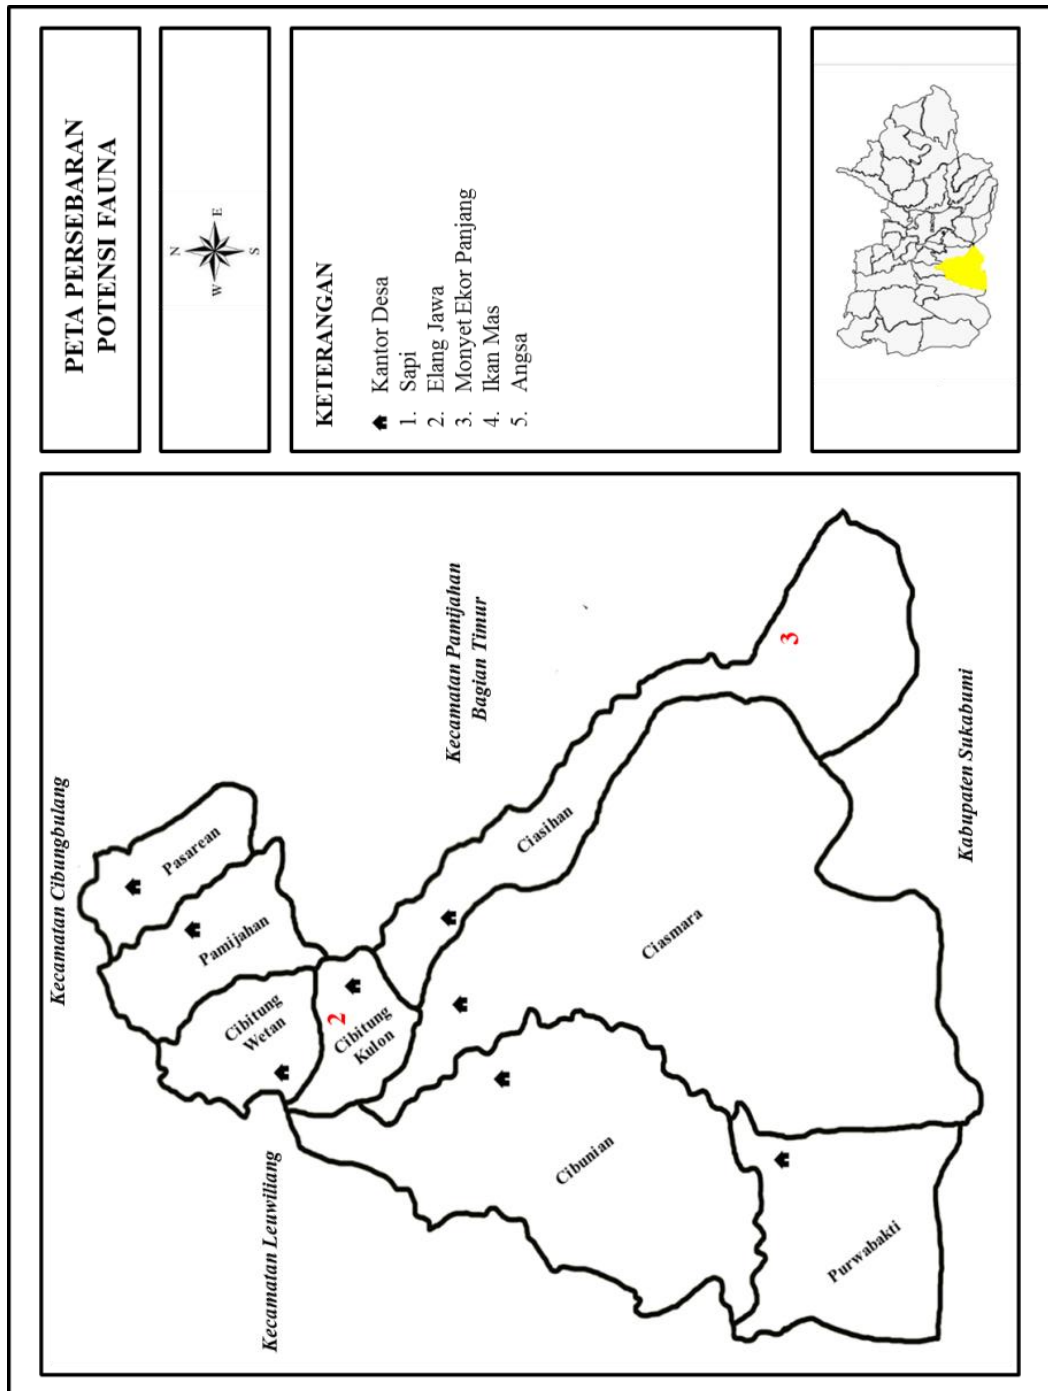 PETA PERSEBARAN
POTENSI FAUNA
N
W
E
S
KETERANGAN
Kantor Desa
1. Sapi
2. Elang Jawa
3. Monyet Ekor Panjang
4. Ikan Mas
5. Angsa
Kecamatan Cibungbulang
Kecamatan Pamijahan
Bagian Timur
Kecamatan Leuwiliang
Kabupaten Sukabumi
Pasarean
Pamijahan
Cibitung
Wetan
2
Cibitung
Kulon
Ciasihan
3
Ciasmara
Cibunian
Purwabakti